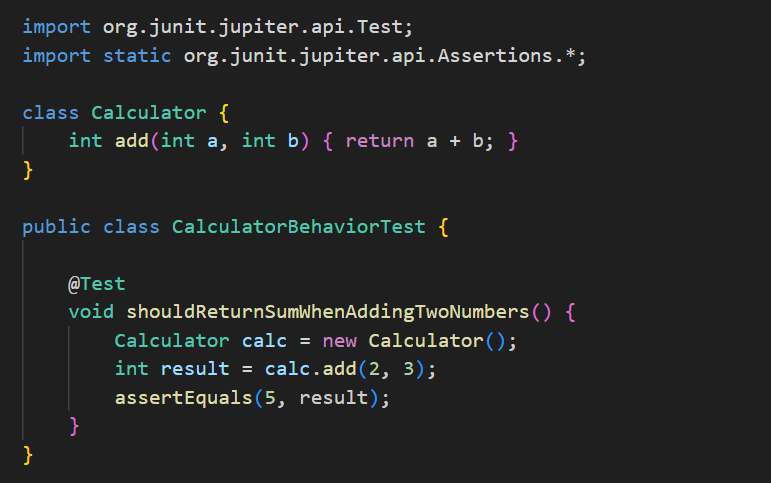 import org.junit.jupiter.api.Test;
import static org.junit.jupiter.api.Assertions.*;
class Calculator {
    int add(int a, int b) { return a + b; }
}
public class CalculatorBehaviorTest {
    @Test
    void shouldReturnSumWhenAddingTwoNumbers() {
        Calculator calc = new Calculator();
        int result = calc.add(2, 3);
        assertEquals(5, result);
    }
}